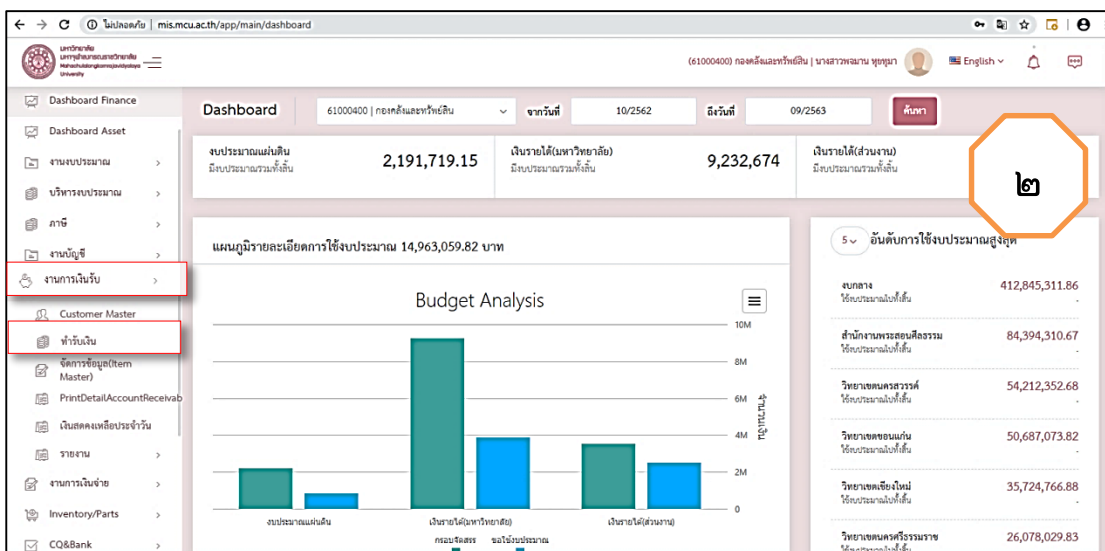 ไม่ปลอดภัย | mis.mcu.ac.th/app/main/dashboard
มหาวิทยาลัย
มหาจุฬาลงกรณราชวิทยาลัย
Mahachulalongkornrajavidyalaya
University
(61000400) กองคลังและทรัพย์สิน | นางสาวพจมาน
English
Dashboard Finance
Dashboard Asset
งานงบประมาณ
บริหารงบประมาณ
ภาษี
งานบัญชี
งานการเงินรับ
Customer Master
ทำรับเงิน
จัดการข้อมูล(Item
Master)
PrintDetailAccountReceivab
เงินสดคงเหลือประจำวัน
รายงาน
งานการเงินจ่าย
Inventory/Parts
CQ&Bank
Dashboard
61000400 | กองคลังและทรัพย์สิน
จากวันที่
10/2562
ถึงวันที่
09/2563
ค้นหา
งบประมาณแผ่นดิน
มีงบประมาณรวมทั้งสิ้น
2,191,719.15
เงินรายได้(มหาวิทยาลัย)
มีงบประมาณรวมทั้งสิ้น
9,232,674
เงินรายได้(ส่วนงาน)
มีงบประมาณรวมทั้งสิ้น
๒
แผนภูมิรายละเอียดการใช้งบประมาณ 14,963,059.82 บาท
Budget Analysis
10M
8M
6M
4M
2M
0
จำนวนเงิน
งบประมาณแผ่นดิน
เงินรายได้(มหาวิทยาลัย)
เงินรายได้(ส่วนงาน)
กรอบจัดสรร
ขอใช้งบประมาณ
5 อันดับการใช้งบประมาณสูงสุด
งบกลาง
412,845,311.86
ใช้งบประมาณไปทั้งสิ้น
สำนักงานพระสอนศีลธรรม
84,394,310.67
ใช้งบประมาณไปทั้งสิ้น
วิทยาเขตนครสวรรค์
54,212,352.68
ใช้งบประมาณไปทั้งสิ้น
วิทยาเขตขอนแก่น
50,687,073.82
ใช้งบประมาณไปทั้งสิ้น
วิทยาเขตเชียงใหม่
35,724,766.88
ใช้งบประมาณไปทั้งสิ้น
วิทยาเขตนครศรีธรรมราช
26,078,029.83
ใช้งบประมาณไปทั้งสิ้น